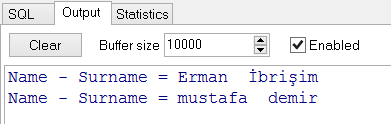 SQL Output Statistics
Clear Buffer size 10000 Enabled
Name - Surname = Erman  İbrişim
Name - Surname = mustafa  demir